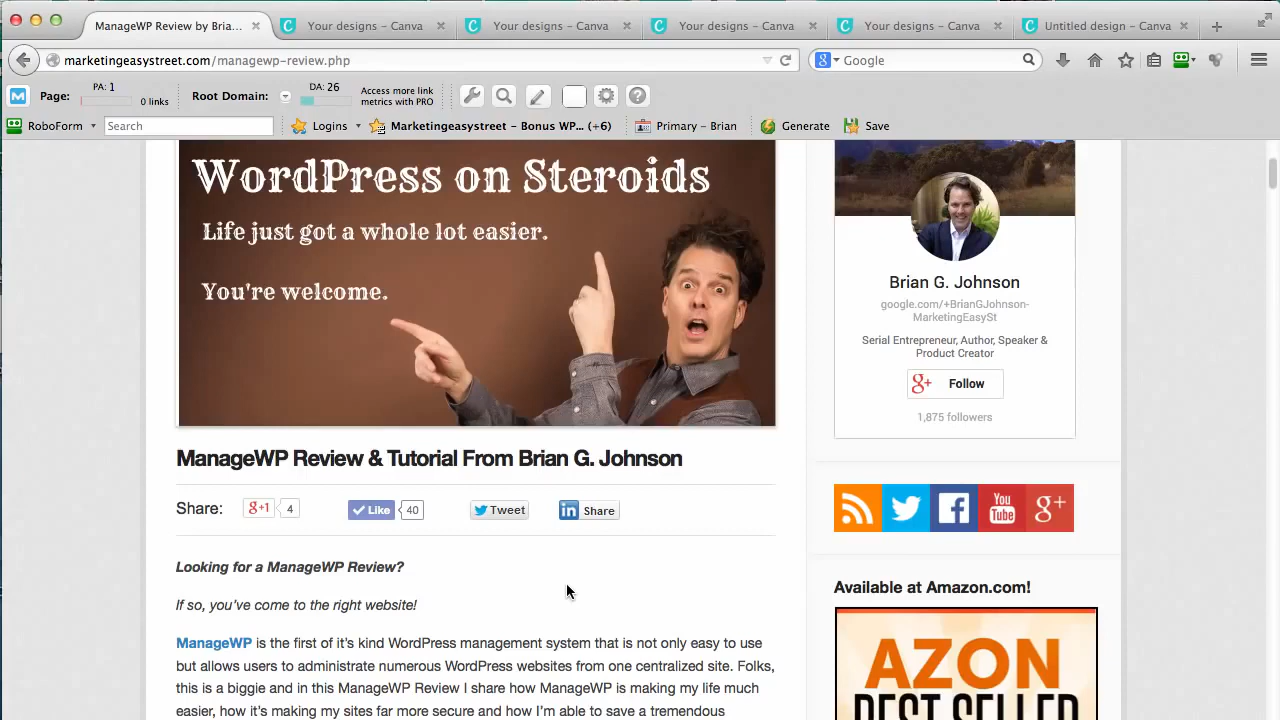 ManageWP Review by Bria...
Your designs - Canva
Your designs - Canva
Your designs - Canva
Your designs - Canva
Untitled design - Canva
marketingeasystreet.com/managewp-review.php
Google
Page:
PA: 1
0 links
Root Domain:
DA: 26
Access more link
metrics with PRO
RoboForm
Search
Logins
Marketingeasystreet - Bonus WP... (+6)
Primary - Brian
Generate
Save
WordPress on Steroids
Life just got a whole lot easier.
You're welcome.
Brian G. Johnson
google.com/+BrianGJohnson-
MarketingEasySt
Serial Entrepreneur, Author, Speaker &
Product Creator
g+ Follow
1,875 followers
ManageWP Review & Tutorial From Brian G. Johnson
Share:
g+1
4
Like
40
Tweet
in Share
You
Tube
g+
Looking for a ManageWP Review?
If so, you've come to the right website!
ManageWP is the first of it's kind WordPress management system that is not only easy to use
but allows users to administrate numerous WordPress websites from one centralized site. Folks,
this is a biggie and in this ManageWP Review I share how ManageWP is making my life much
easier, how it's making my sites far more secure and how I'm able to save a tremendous
Available at Amazon.com!
AZON
BEST SELLER